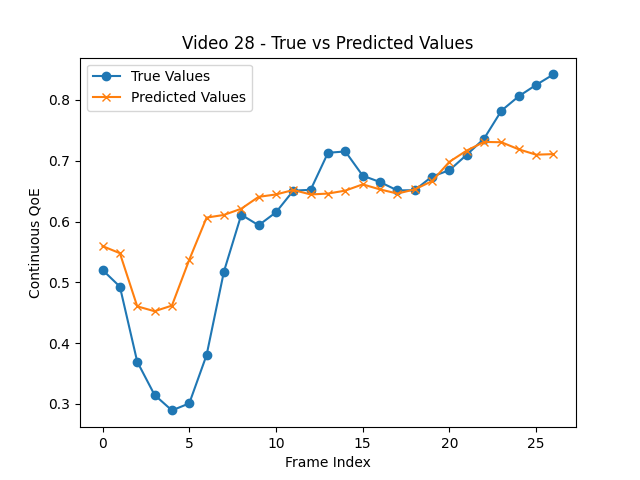 Video 28 - True vs Predicted Values
True Values
Predicted Values
Continuous QoE
0.8
0.7
0.6
0.5
0.4
0.3
0 5 10 15 20 25
Frame Index